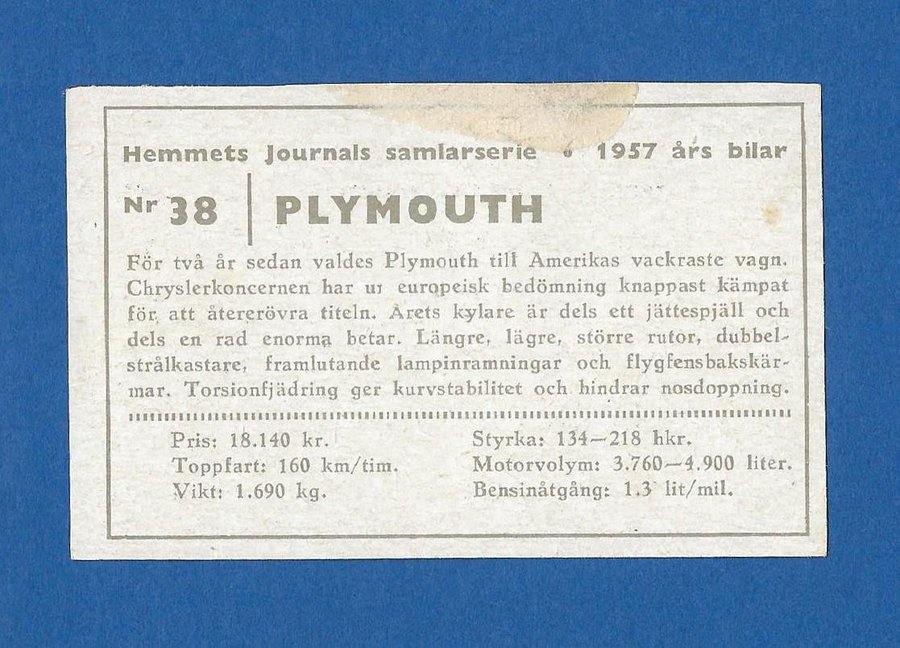 Hemmets Journals samlarserie • 1957 års bilar
Nr 38 | PLYMOUTH
För två år sedan valdes Plymouth till Amerikas vackraste vagn.
Chryslerkoncernen har ur europeisk bedömning knappast kämpat
för att återerövra titeln. Årets kylare är dels ett jättespjäll och
dels en rad enorma betar. Längre, lägre, större rutor, dubbel-
strålkastare, framlutande lampinramningar och flygfensbakskär-
mar. Torsionfjädring ger kurvstabilitet och hindrar nosdoppning.
Pris: 18.140 kr.
Styrka: 134—218 hkr.
Toppfart: 160 km/tim.
Motorvolym: 3.760—4.900 liter.
Vikt: 1.690 kg.
Bensinåtgång: 1.3 lit/mil.